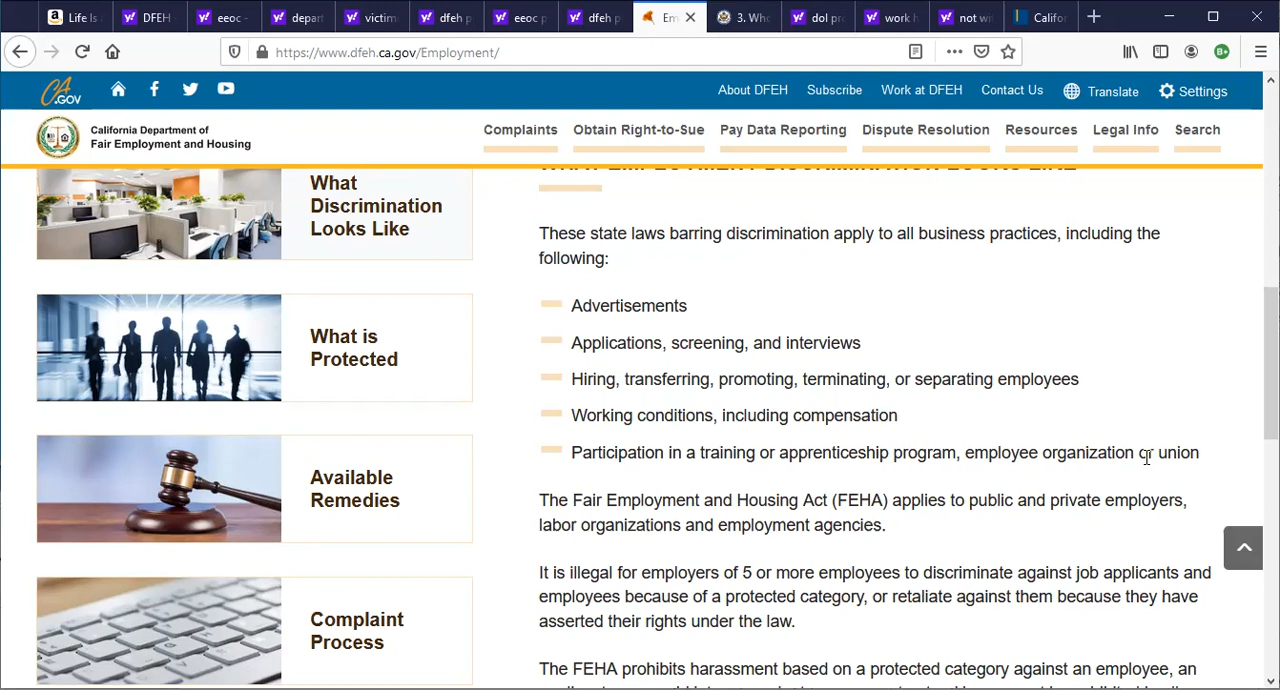 Life Is
DFEH
eeoc -
depart
victim
dfeh p
eeoc p
dfeh p
Em
3. Who
dol pr
work h
not wi
Califor
https://www.dfeh.ca.gov/Employment/
CA
.GOV
About DFEH
Subscribe
Work at DFEH
Contact Us
Translate
Settings
California Department of
Fair Employment and Housing
Complaints
Obtain Right-to-Sue
Pay Data Reporting
Dispute Resolution
Resources
Legal Info
Search
What
Discrimination
Looks Like
What is
Protected
Available
Remedies
Complaint
Process
WHAT EMPLOYMENT DISCRIMINATION LOOKS LIKE
These state laws barring discrimination apply to all business practices, including the
following:
Advertisements
Applications, screening, and interviews
Hiring, transferring, promoting, terminating, or separating employees
Working conditions, including compensation
Participation in a training or apprenticeship program, employee organization or union
The Fair Employment and Housing Act (FEHA) applies to public and private employers,
labor organizations and employment agencies.
It is illegal for employers of 5 or more employees to discriminate against job applicants and
employees because of a protected category, or retaliate against them because they have
asserted their rights under the law.
The FEHA prohibits harassment based on a protected category against an employee, an